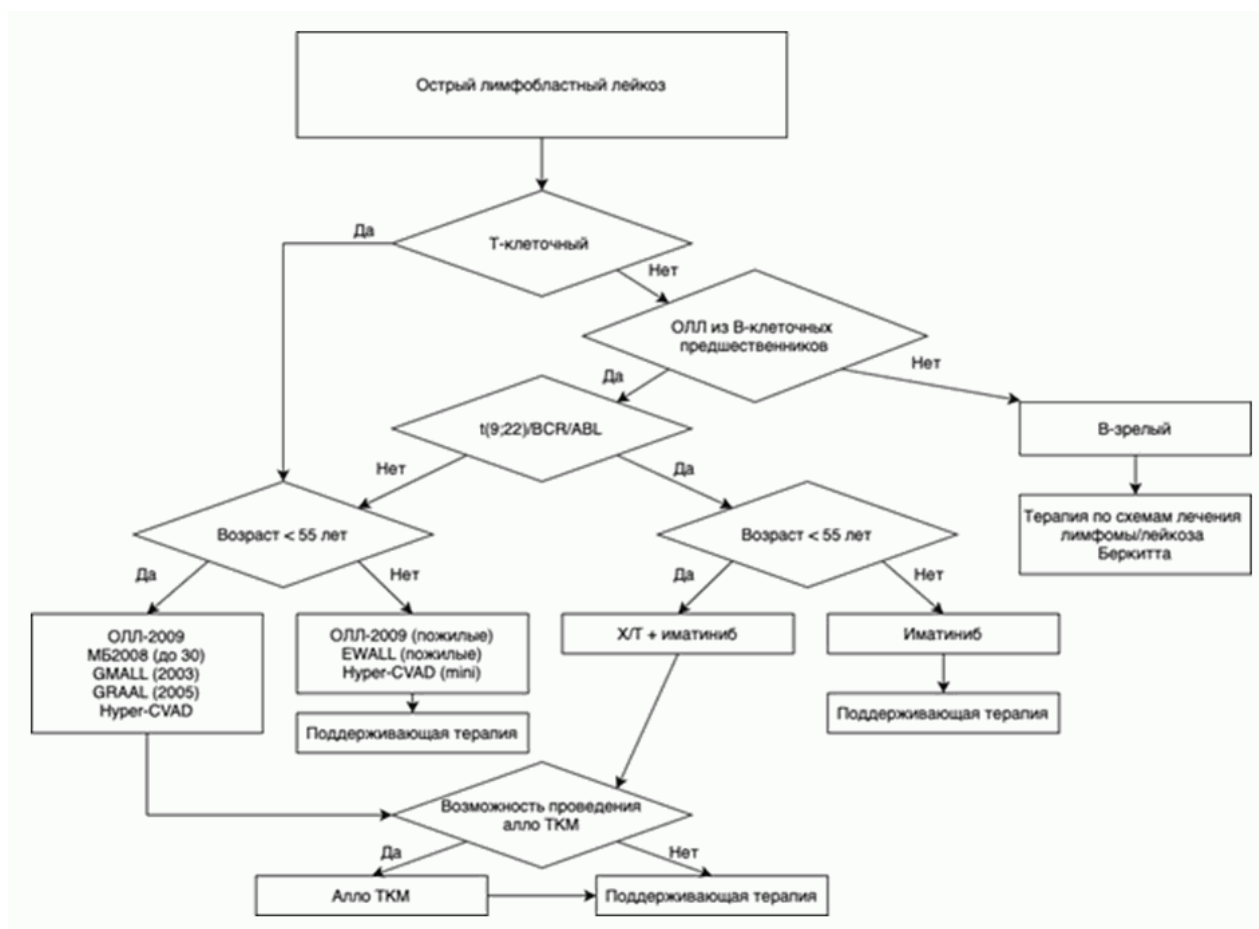 Острый лимфобластный лейкоз
Да
Т-клеточный
Нет
ОЛЛ из В-клеточных
предшественников
Да
Нет
t(9;22)/BCR/ABL
В-зрелый
Нет
Да
Терапия по схемам лечения
лимфомы/лейкоза
Беркитта
Возраст < 55 лет
Возраст < 55 лет
Да
Нет
Да
Нет
ОЛЛ-2009
МБ2008 (до 30)
GMALL (2003)
GRAAL (2005)
Hyper-CVAD
ОЛЛ-2009 (пожилые)
EWALL (пожилые)
Hyper-CVAD (mini)
Х/Т + иматиниб
Иматиниб
Поддерживающая терапия
Поддерживающая терапия
Возможность проведения
алло ТКМ
Да
Нет
Алло ТКМ
Поддерживающая терапия